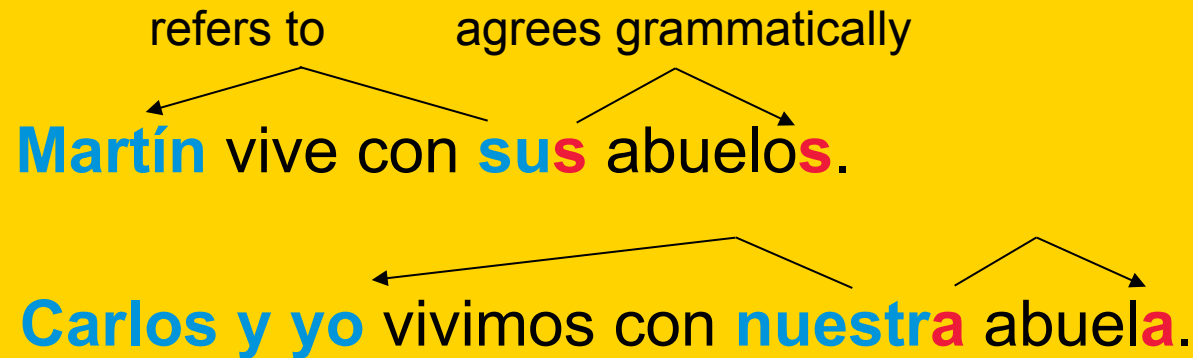 refers to agrees grammatically
Martín vive con sus abuelos.
Carlos y yo vivimos con nuestra abuela.